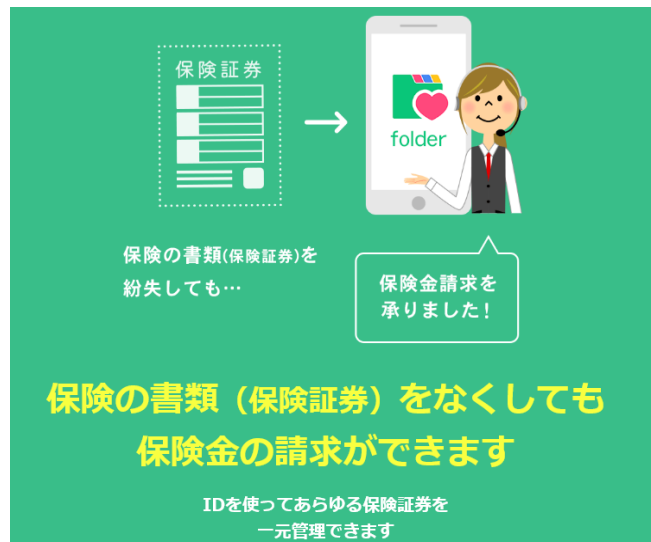 保険証券
folder
保険の書類(保険証券)を
紛失しても…
保険金請求を
承りました!
保険の書類（保険証券）をなくしても
保険金の請求ができます
IDを使ってあらゆる保険証券を
一元管理できます